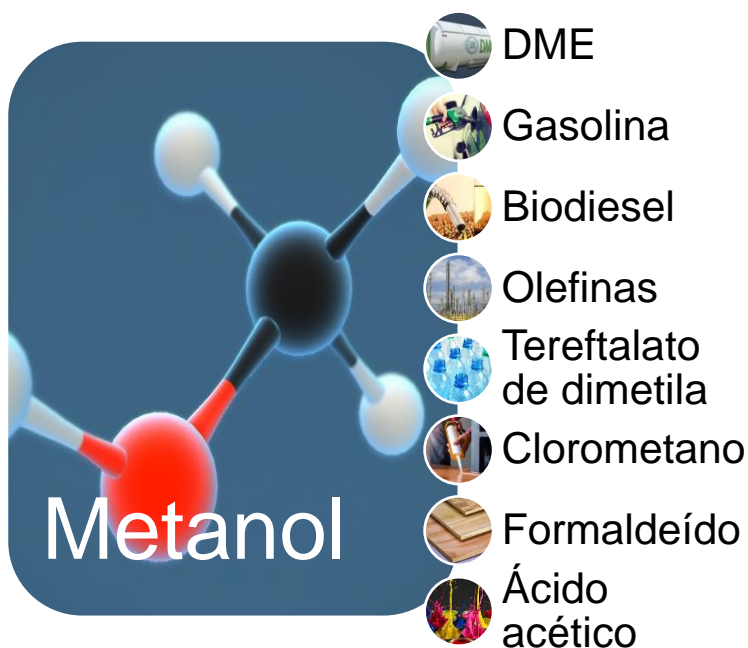 DME
Gasolina
Biodiesel
Olefinas
Tereftalato
de dimetila
Clorometano
Formaldeído
Ácido
acético
Metanol